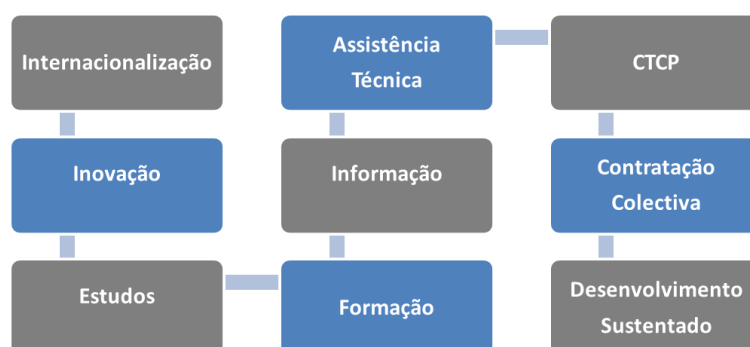 Internacionalização
Inovação
Estudos
Formação
Informação
Assistência
Técnica
CTCP
Contratação
Colectiva
Desenvolvimento
Sustentado